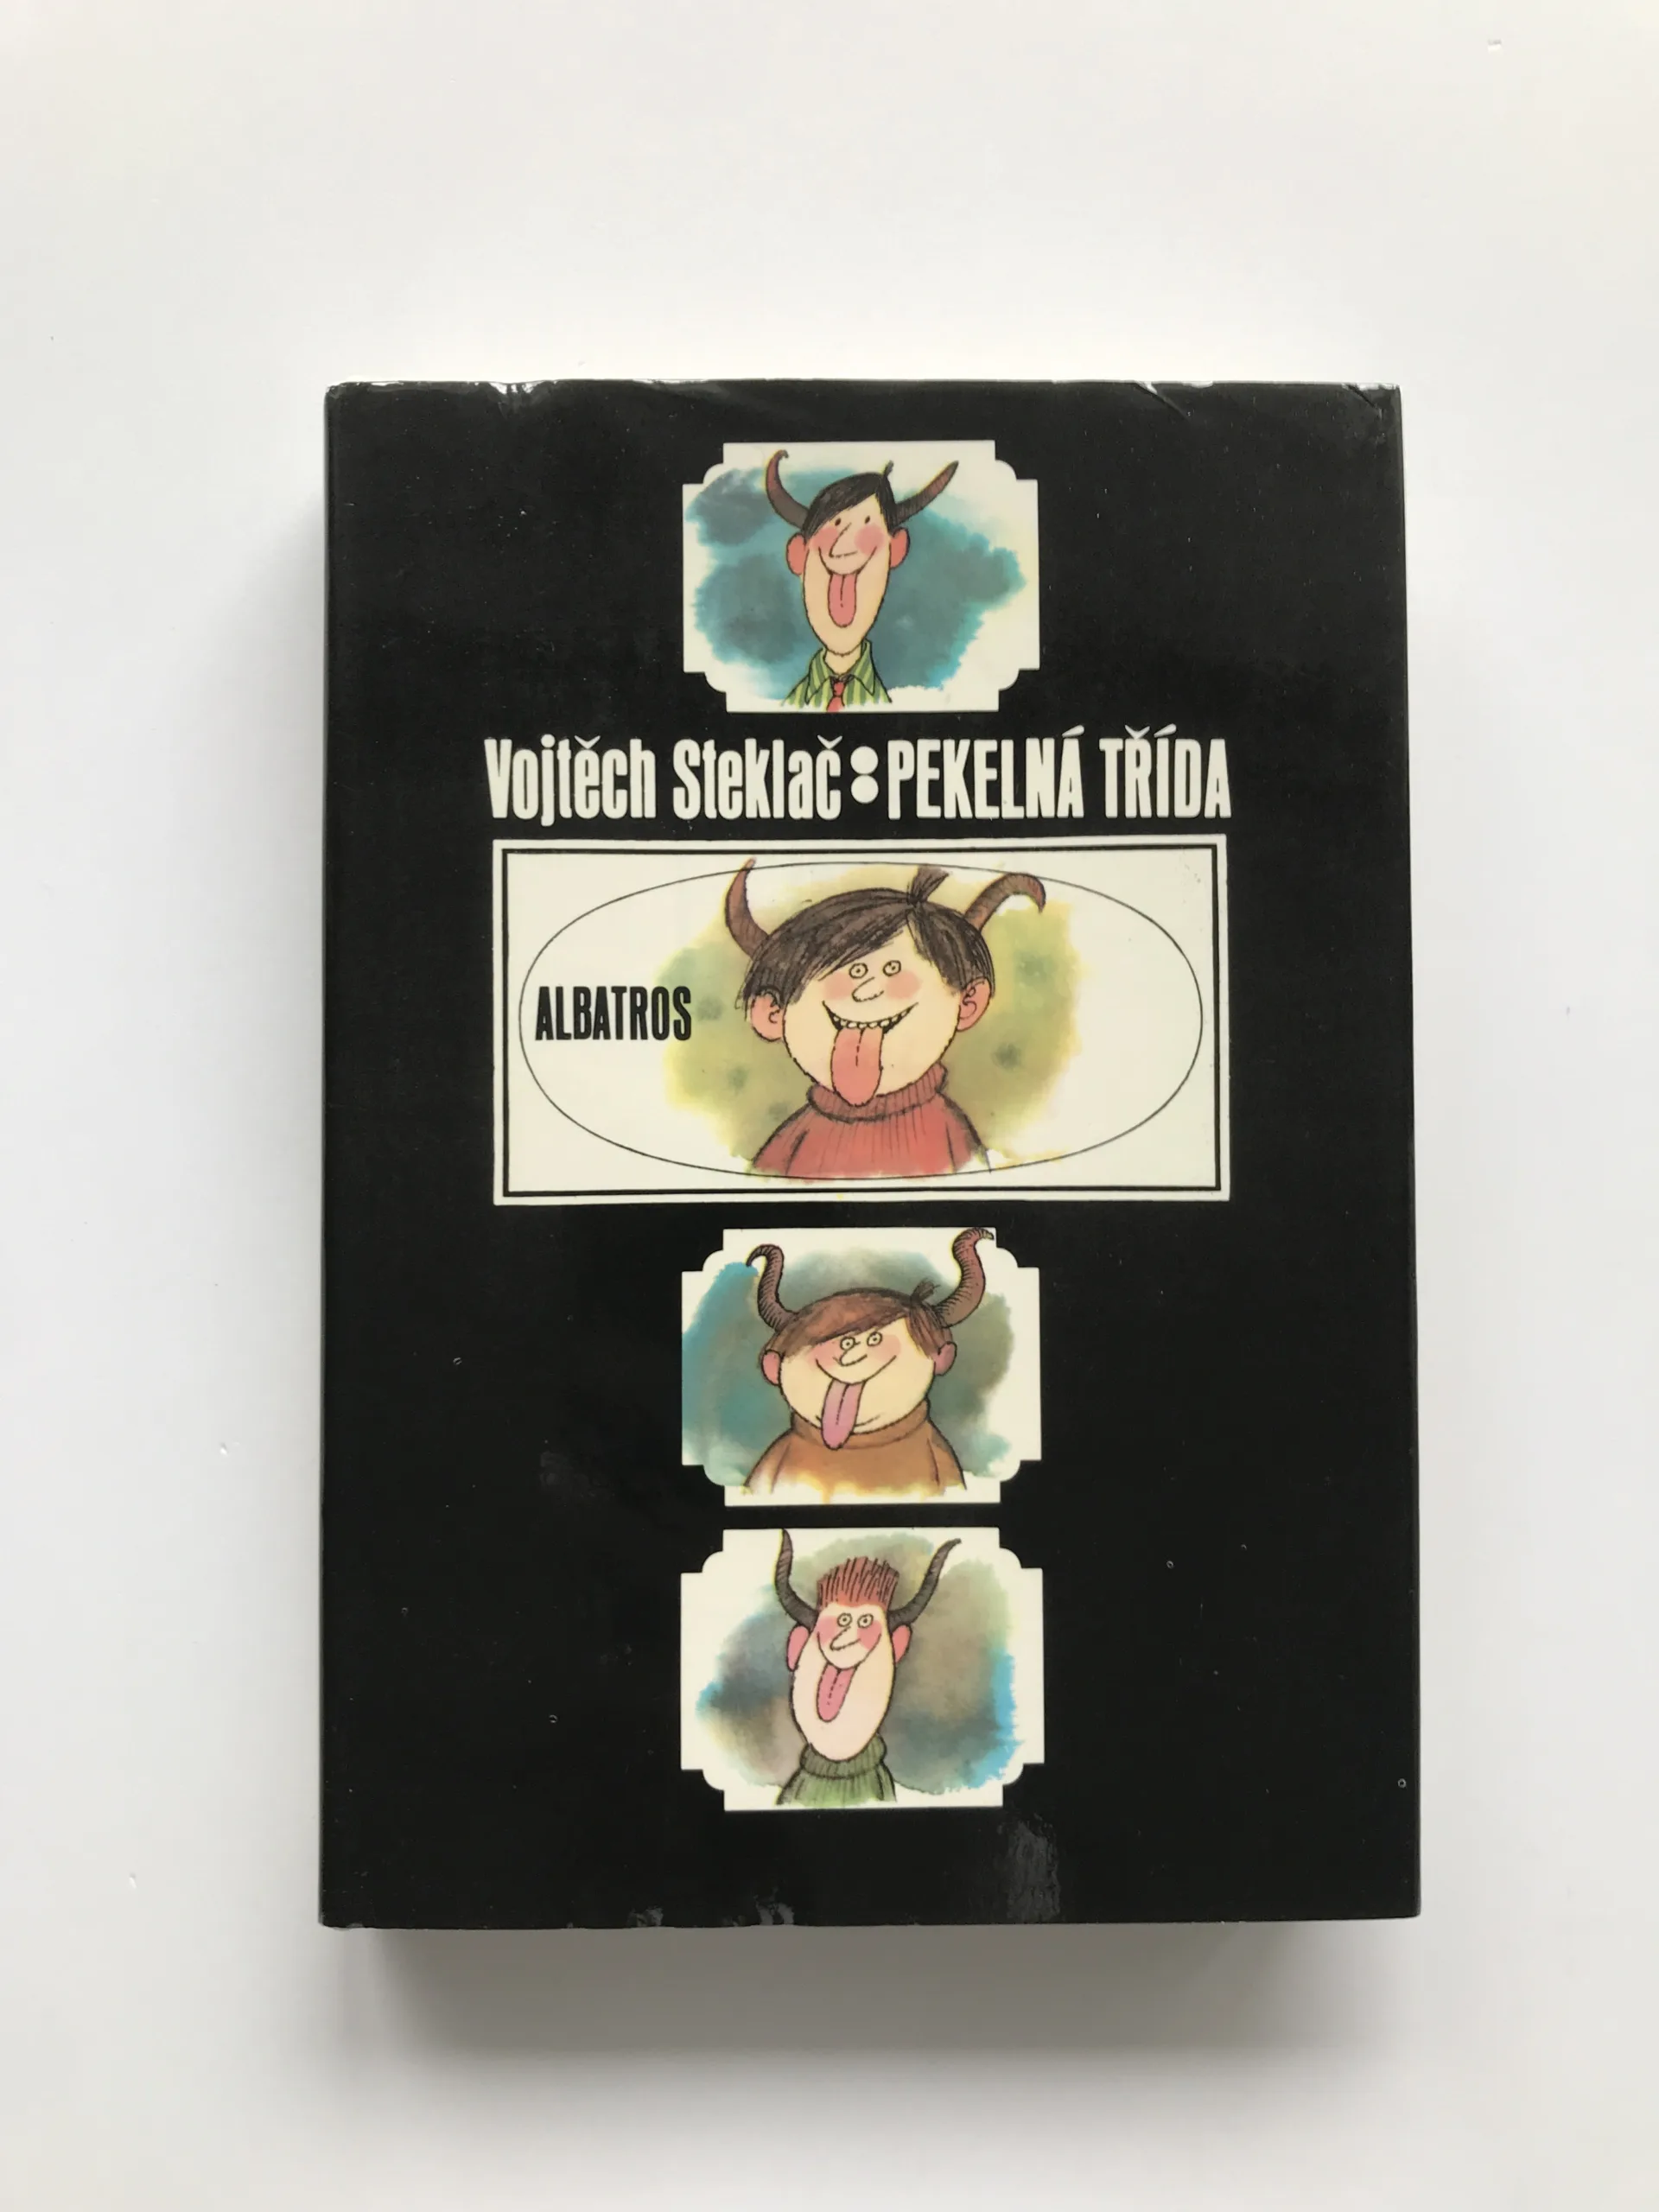 Vojtěch Steklač: PEKELNÁ TŘÍDA
ALBATROS